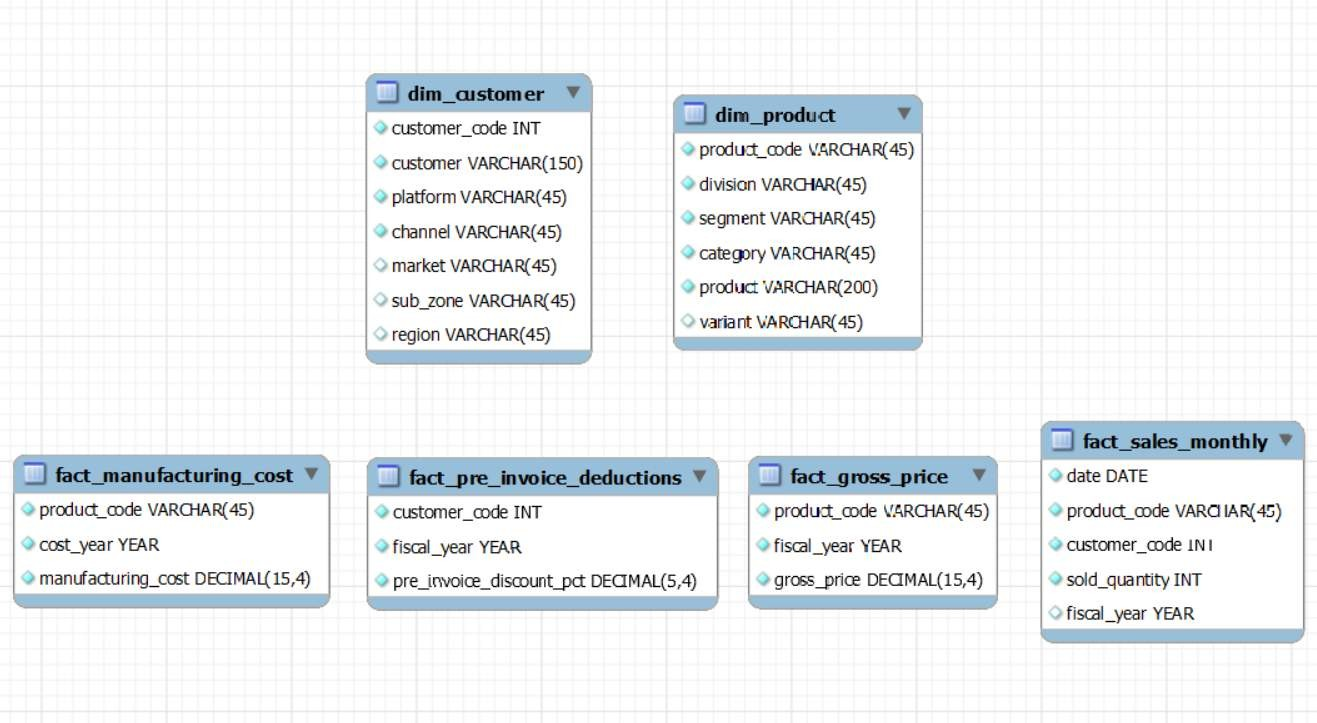 dim_customer
customer_code INT
customer VARCHAR(150)
platform VARCHAR(45)
channel VARCHAR(45)
market VARCHAR(45)
sub_zone VARCHAR(45)
region VARCHAR(45)
dim_product
product_code VARCHAR(45)
division VARCHAR(45)
segment VARCHAR(45)
category VARCHAR(45)
product VARCHAR(200)
variant VARCHAR(45)
fact_manufacturing_cost
product_code VARCHAR(45)
cost_year YEAR
manufacturing_cost DECIMAL(15,4)
fact_pre_invoice_deductions
customer_code INT
fiscal_year YEAR
pre_invoice_discount_pct DECIMAL(5,4)
fact_gross_price
product_code VARCHAR(45)
fiscal_year YEAR
gross_price DECIMAL(15,4)
fact_sales_monthly
date DATE
product_code VARCHAR(45)
customer_code INT
sold_quantity INT
fiscal_year YEAR